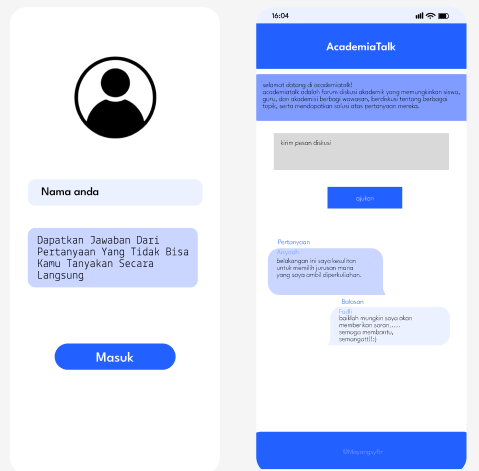 Nama anda
Dapatkan Jawaban Dari
Pertanyaan Yang Tidak Bisa
Kamu Tanyakan Secara
Langsung
Masuk
16:04
AcademiaTalk
selamat datang di academiatalk!
academiatalk adalah forum diskusi akademik yang memungkinkan siswa,
guru, dan akademisi berbagi wawasan, berdiskusi tentang berbagai
topik, serta mendapatkan solusi atas pertanyaan mereka.
kirim pesan diskusi
ajukan
Pertanyaan
belakangan ini saya kesulitan
untuk memilih jurusan mana
yang saya ambil diperkuliahan.
Balasan
Fadli
baiklah mungkin saya akan
memberikan saran.....
semoga membantu,
semangat!!:)